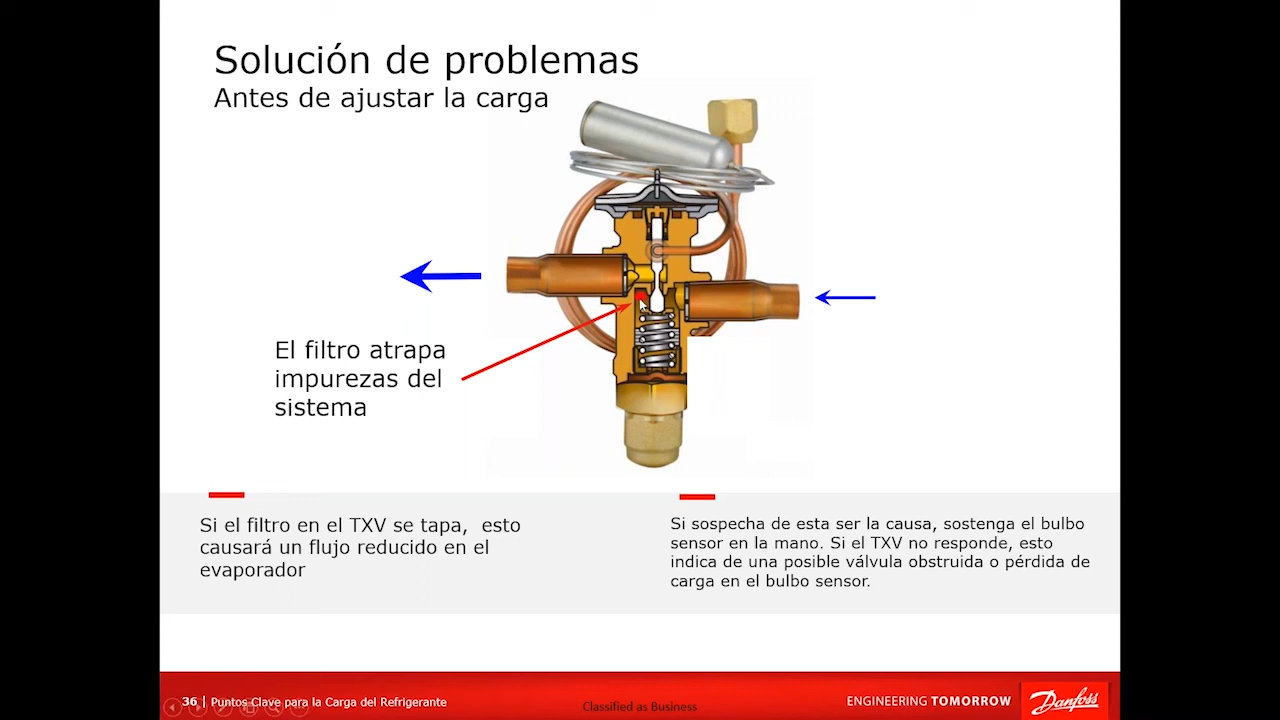 Solución de problemas
Antes de ajustar la carga
El filtro atrapa
impurezas del
sistema
Si el filtro en el TXV se tapa,  esto
causará un flujo reducido en el
evaporador
Si sospecha de esta ser la causa, sostenga el bulbo
sensor en la mano. Si el TXV no responde, esto
indica de una posible válvula obstruida o pérdida de
carga en el bulbo sensor.
36 | Puntos Clave para la Carga del Refrigerante
Classified as Business
ENGINEERING TOMORROW
Danfoss